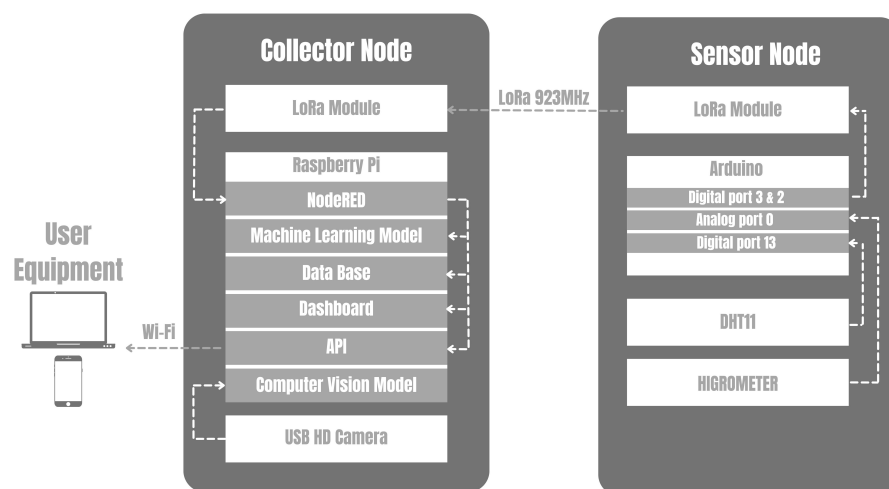 Collector Node
Sensor Node
LoRa Module
LoRa 923MHz
LoRa Module
Raspberry Pi
NodeRED
Machine Learning Model
Data Base
Dashboard
API
Computer Vision Model
USB HD Camera
Arduino
Digital port 3 & 2
Analog port 0
Digital port 13
DHT11
HIGROMETER
User
Equipment
Wi-Fi